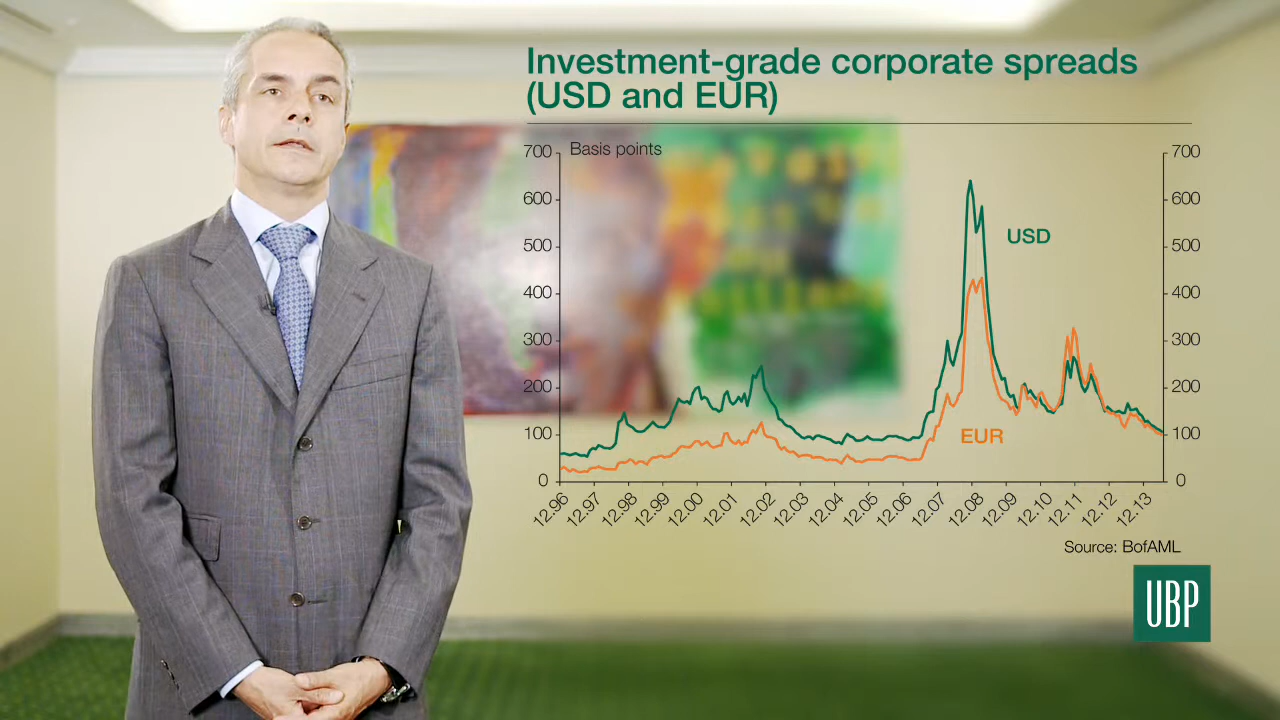 Investment-grade corporate spreads
(USD and EUR)
Basis points
700
600
500
400
300
200
100
0
700
600
500
400
300
200
100
0
USD
EUR
12.96 12.97 12.98 12.99 12.00 12.01 12.02 12.03 12.04 12.05 12.06 12.07 12.08 12.09 12.10 12.11 12.12 12.13
Source: BofAML
UBP